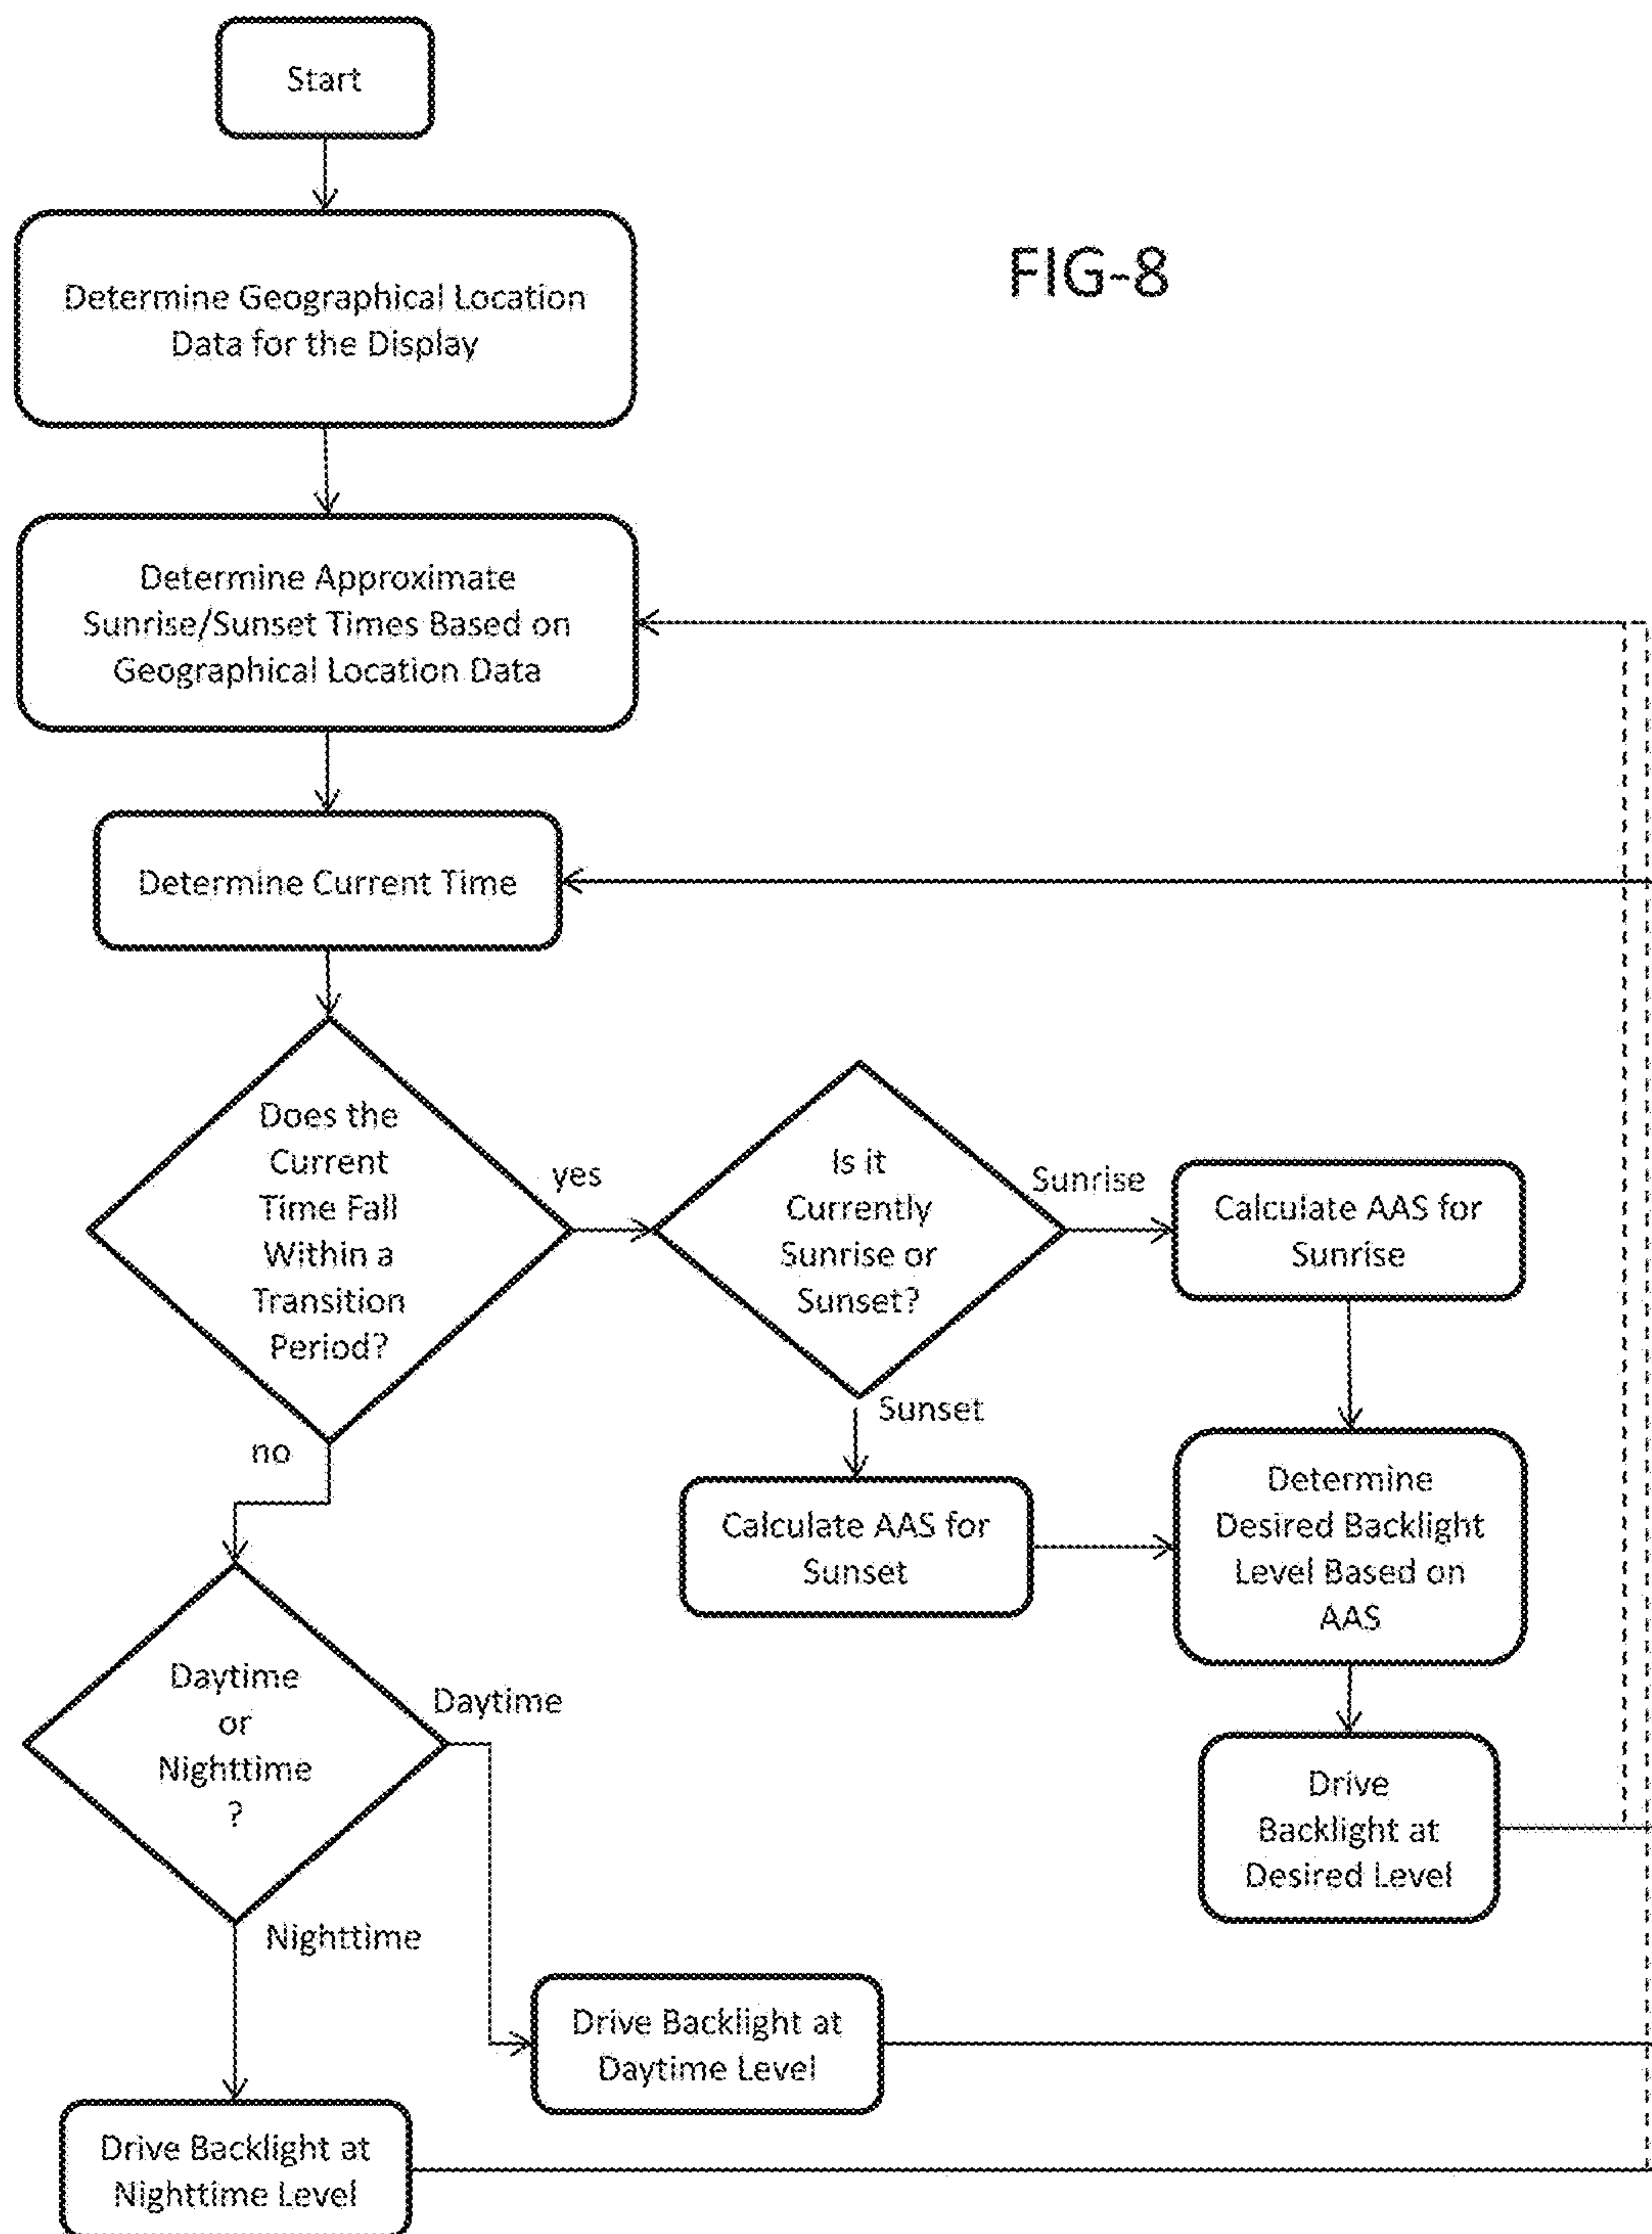 Start
FIG-8
Determine Geographical Location
Data for the Display
Determine Approximate
Sunrise/Sunset Times Based on
Geographical Location Data
Determine Current Time
Does the
Current
Time Fall
Within a
Transition
Period?
yes
Is it
Currently
Sunrise or
Sunset?
Sunrise
Calculate AAS for
Sunrise
Sunset
no
Calculate AAS for
Sunset
Determine
Desired Backlight
Level Based on
AAS
Daytime
or
Nighttime
?
Daytime
Drive
Backlight at
Desired Level
Nighttime
Drive Backlight at
Daytime Level
Drive Backlight at
Nighttime Level